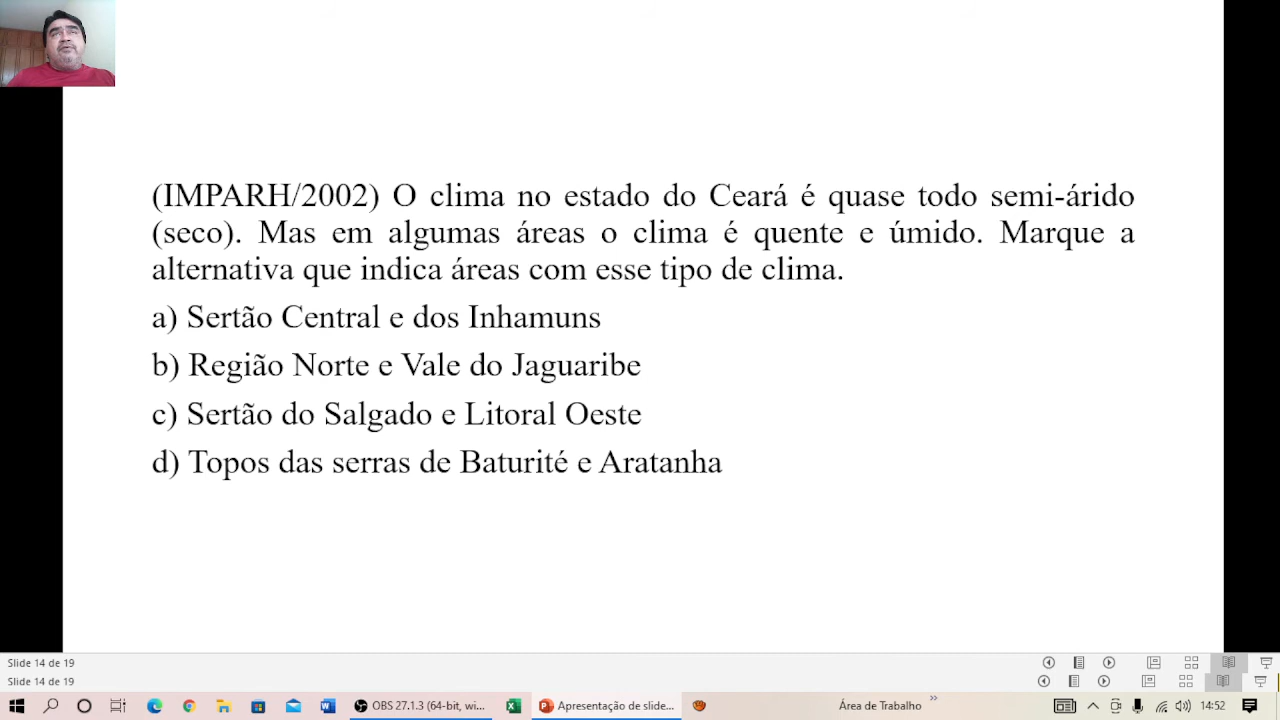 (IMPARH/2002) O clima no estado do Ceará é quase todo semi-árido
(seco). Mas em algumas áreas o clima é quente e úmido. Marque a
alternativa que indica áreas com esse tipo de clima.
a) Sertão Central e dos Inhamuns
b) Região Norte e Vale do Jaguaribe
c) Sertão do Salgado e Litoral Oeste
d) Topos das serras de Baturité e Aratanha
Slide 14 de 19
Slide 14 de 19
OBS 27.1.3 (64-bit, wi... Apresentação de slide... Área de Trabalho 14:52